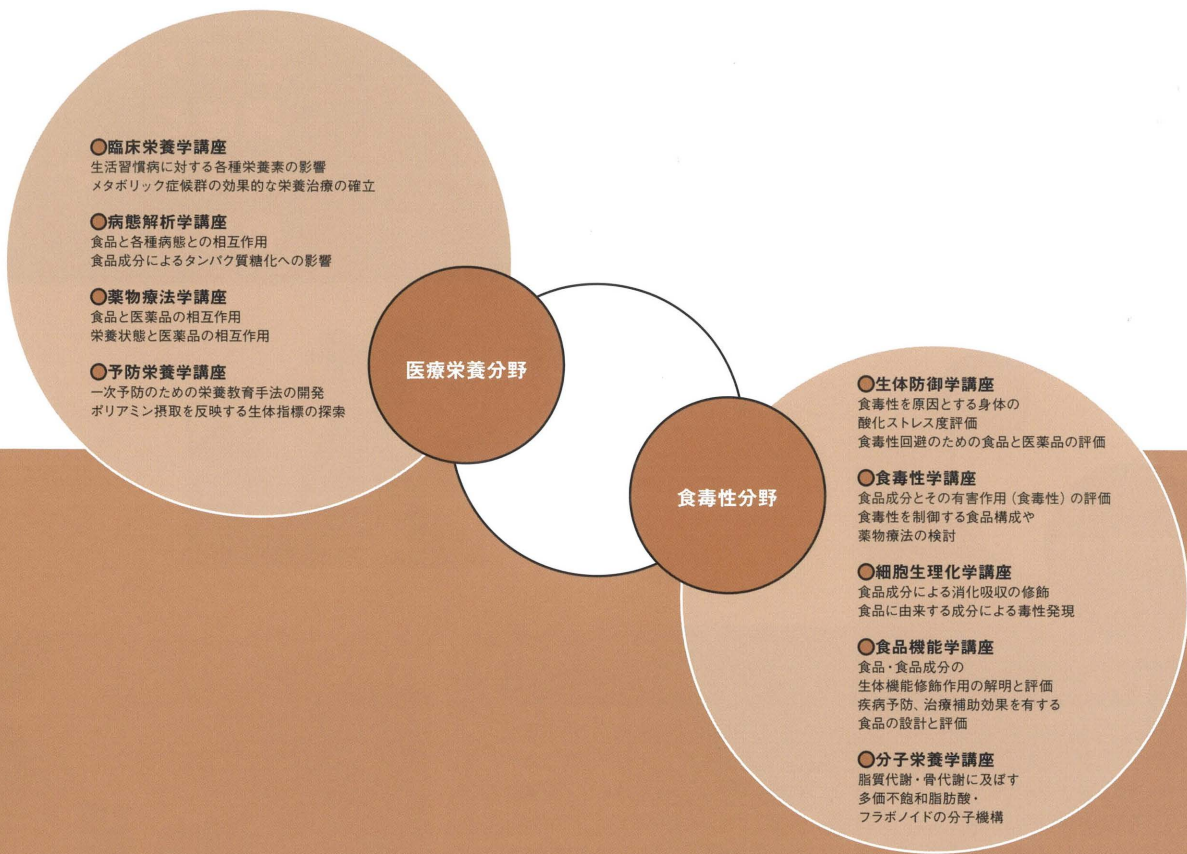 ●臨床栄養学講座
生活習慣病に対する各種栄養素の影響
メタボリック症候群の効果的な栄養治療の確立
●病態解析学講座
食品と各種病態との相互作用
食品成分によるタンパク質糖化への影響
●薬物療法学講座
食品と医薬品の相互作用
栄養状態と医薬品の相互作用
●予防栄養学講座
一次予防のための栄養教育手法の開発
ポリアミン摂取を反映する生体指標の探索
医療栄養分野
食毒性分野
●生体防御学講座
食毒性を原因とする身体の
酸化ストレス度評価
食毒性回避のための食品と医薬品の評価
●食毒性学講座
食品成分とその有害作用(食毒性)の評価
食毒性を制御する食品構成や
薬物療法の検討
●細胞生理化学講座
食品成分による消化吸収の修飾
食品に由来する成分による毒性発現
●食品機能学講座
食品・食品成分の
生体機能修飾作用の解明と評価
疾病予防、治療補助効果を有する
食品の設計と評価
●分子栄養学講座
脂質代謝・骨代謝に及ぼす
多価不飽和脂肪酸・
フラボノイドの分子機構